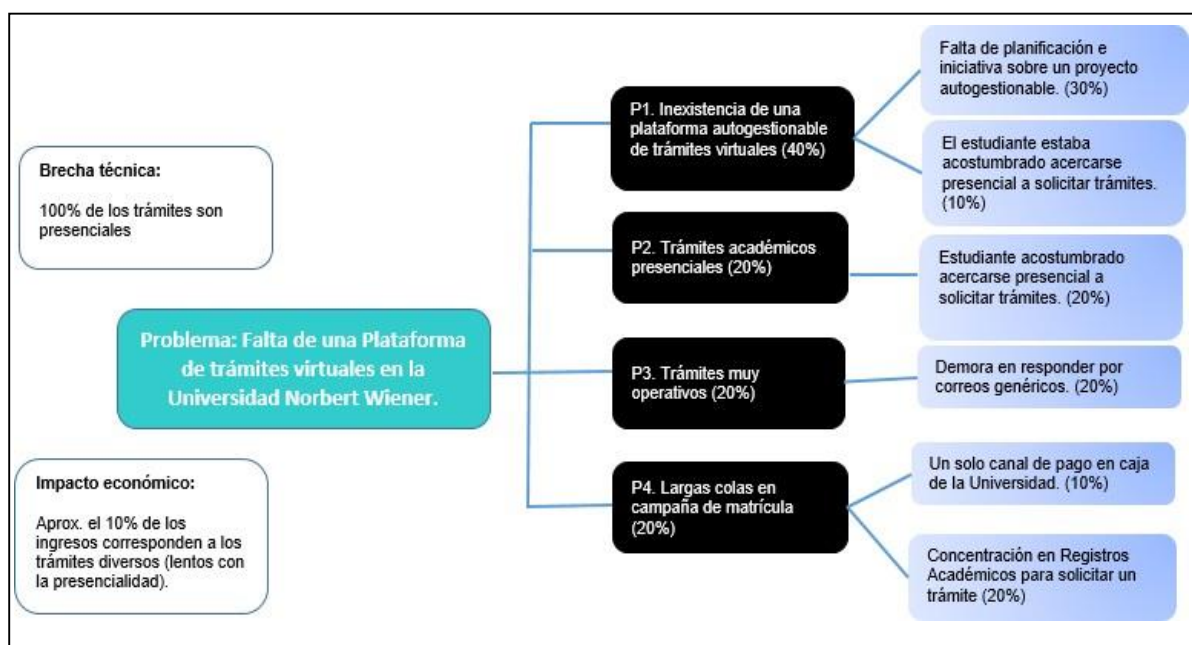 Brecha técnica:
100% de los trámites son
presenciales
Problema: Falta de una Plataforma
de trámites virtuales en la
Universidad Norbert Wiener.
Impacto económico:
Aprox. el 10% de los
ingresos corresponden a los
trámites diversos (lentos con
la presencialidad).
P1. Inexistencia de una
plataforma autogestionable
de trámites virtuales (40%)
P2. Trámites académicos
presenciales (20%)
P3. Trámites muy
operativos (20%)
P4. Largas colas en
campaña de matrícula
(20%)
Falta de planificación e
iniciativa sobre un proyecto
autogestionable. (30%)
El estudiante estaba
acostumbrado acercarse
presencial a solicitar trámites.
(10%)
Estudiante acostumbrado
acercarse presencial a
solicitar trámites. (20%)
Demora en responder por
correos genéricos. (20%)
Un solo canal de pago en caja
de la Universidad. (10%)
Concentración en Registros
Académicos para solicitar un
trámite (20%)